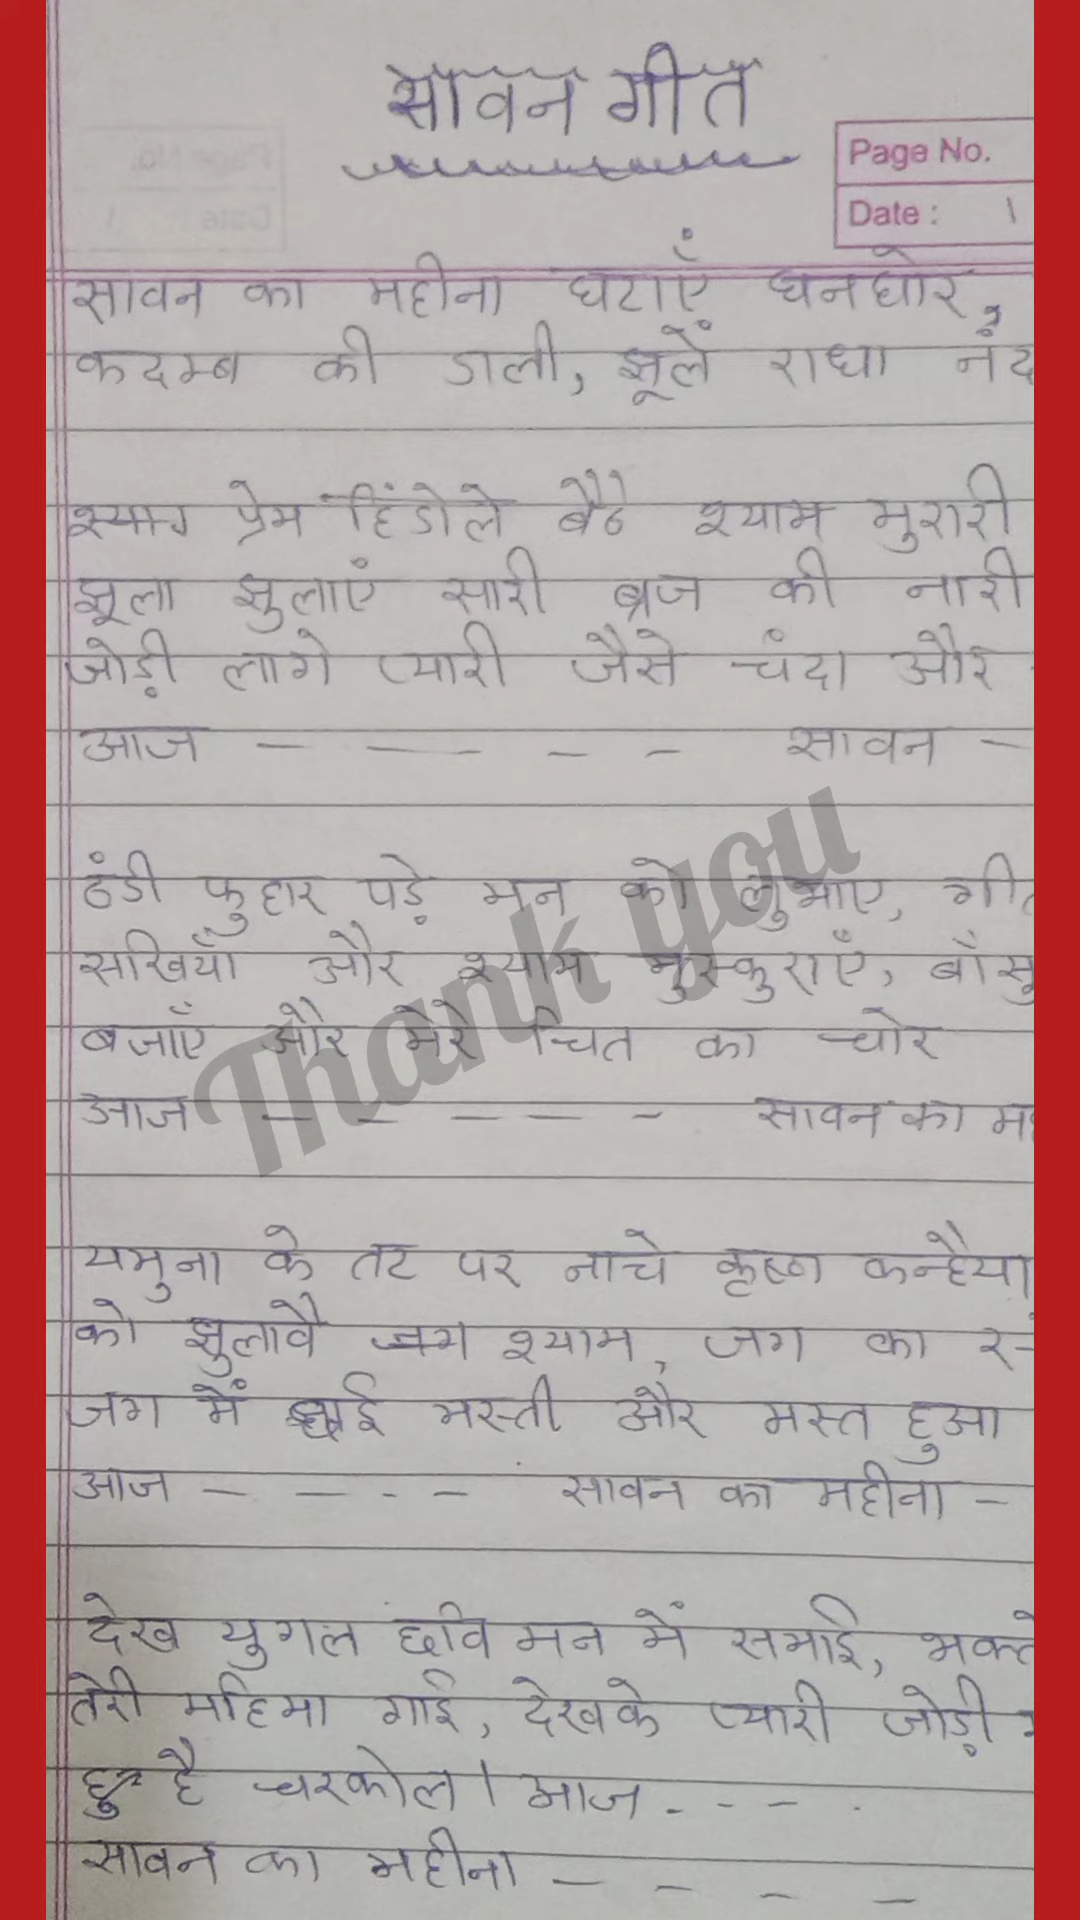 सावन गीत
Page No.
Date : 1
सावन का महीना घटाएँ घनघोर,
कदम्ब की डाली, झूलें राधा नंद
श्याम प्रेम हिंडोले बैठे श्याम मुरारी
झूला झुलाएं सारी ब्रज की नारी
जोड़ी लागे प्यारी जैसे चंदा और
आज - - - - सावन -
ठंडी फुहार पड़े मन को लुभाए, गीत
सखियाँ और श्याम मुस्कुराएँ, बाँसु
बजाएँ और मेरे चित का चोर
आज - - - - - सावन का म
Thank you
यमुना के तट पर नाचे कृष्ण कन्हैया
को झुलावै श्याम, जग का
जग में छाई मस्ती और मस्त हुआ
आज - - - - सावन का महीना -
देख युगल छवि मन में समाई, भक्त
तेरी महिमा गाई, देखके प्यारी जोड़ी
है । आज - - - .
सावन का महीना - - - -